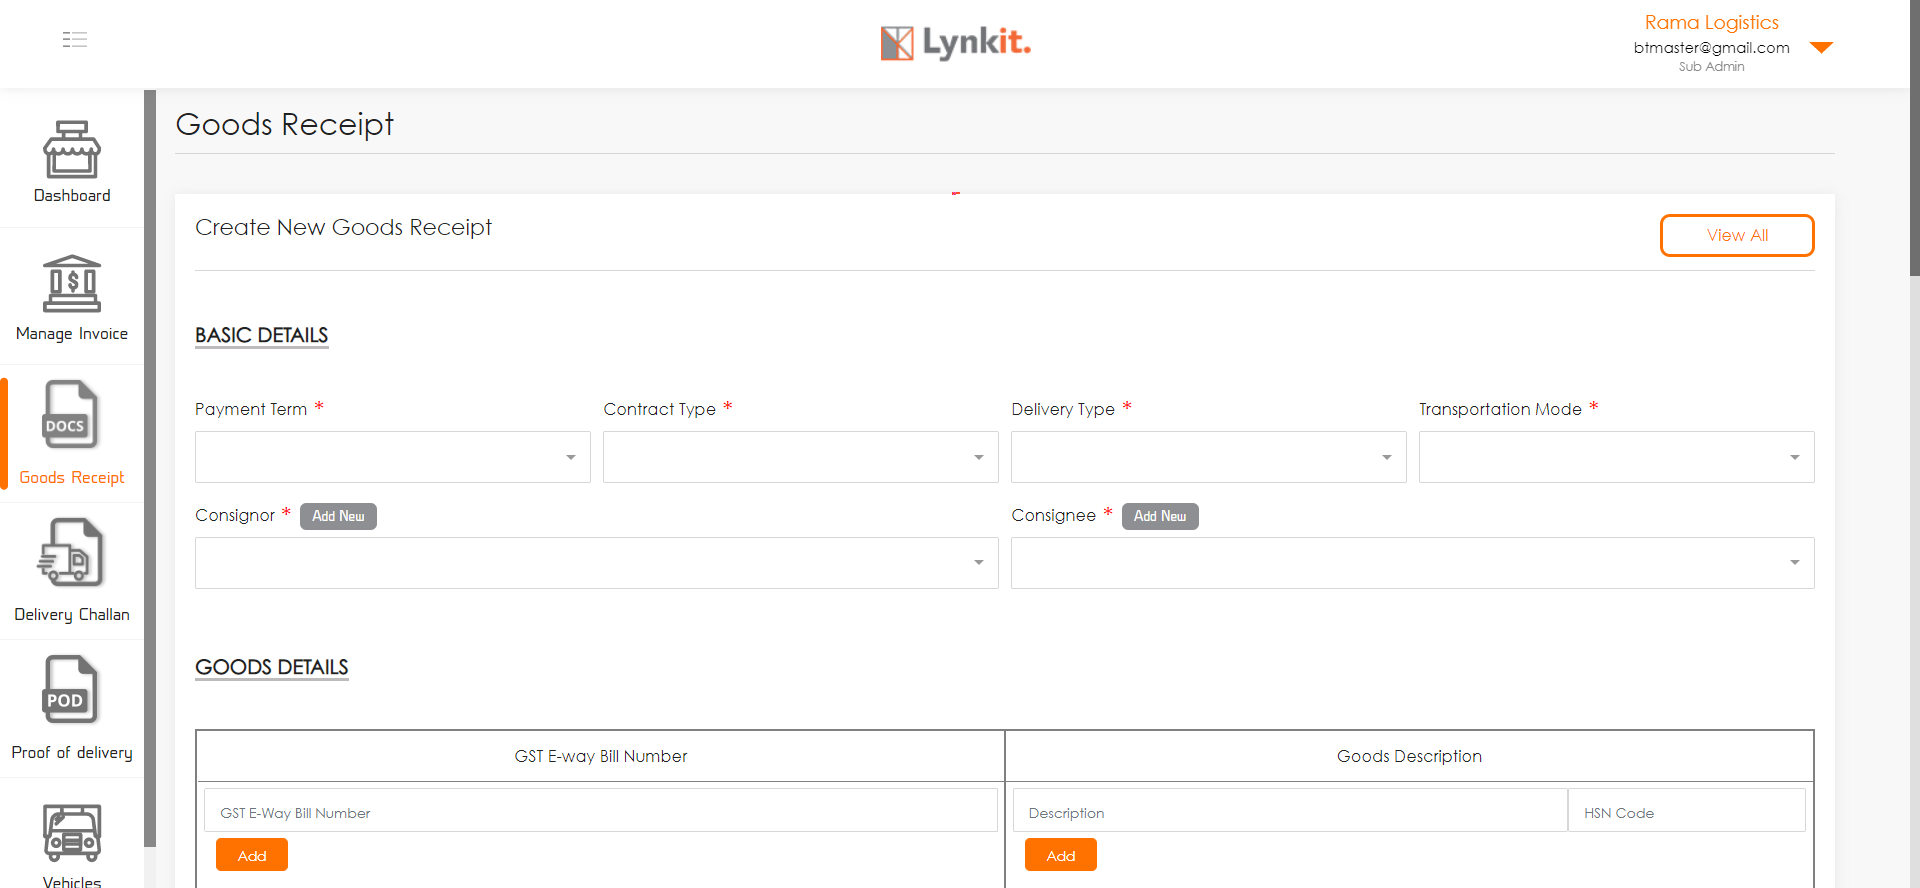 Lynkit.
Rama Logistics
btmaster@gmail.com
Sub Admin
Dashboard
Manage Invoice
DOCS
Goods Receipt
Delivery Challan
POD
Proof of delivery
Vehicles
Goods Receipt
Create New Goods Receipt
View All
BASIC DETAILS
Payment Term *
Contract Type *
Delivery Type *
Transportation Mode *
Consignor * Add New
Consignee * Add New
GOODS DETAILS
GST E-way Bill Number
Goods Description
GST E-Way Bill Number
Description
HSN Code
Add
Add